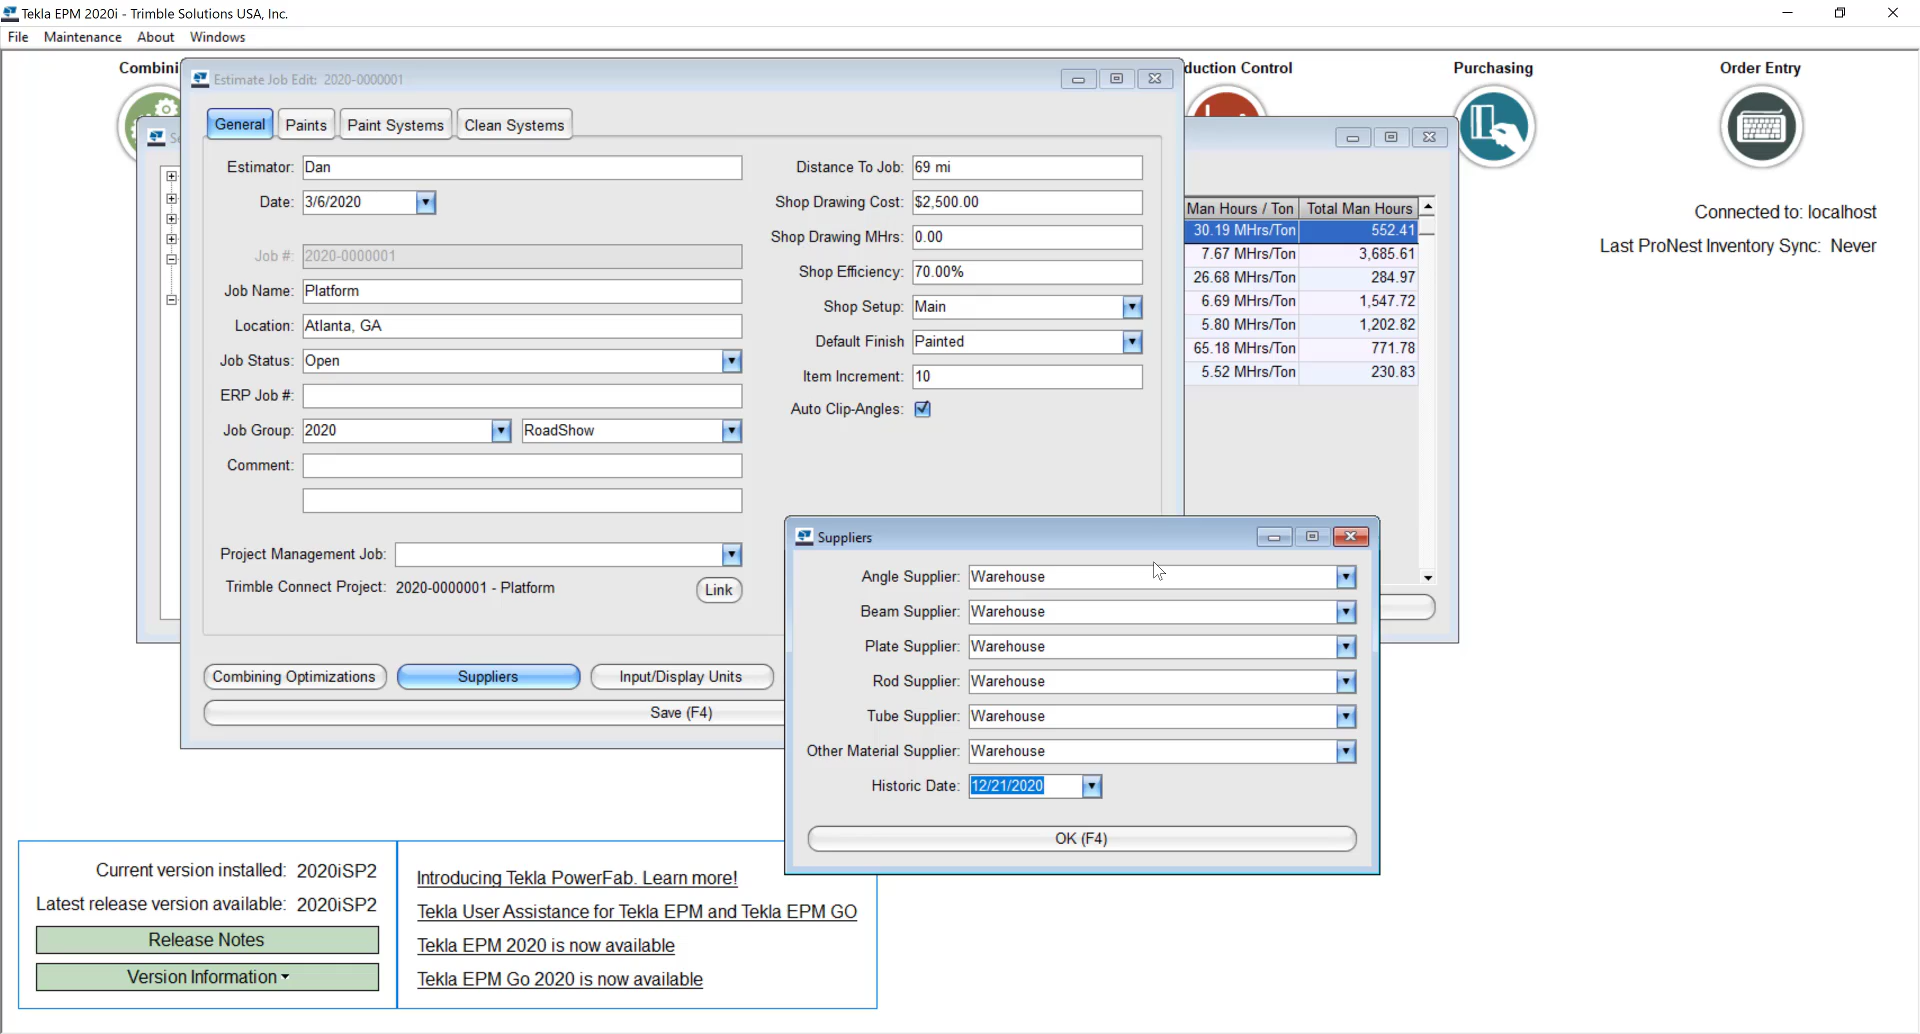 Tekla EPM 2020i - Trimble Solutions USA, Inc.
File Maintenance About Windows
Production Control Purchasing Order Entry
Estimate Job Edit: 2020-0000001
General Paints Paint Systems Clean Systems
Estimator: Dan
Date: 3/6/2020
Job #: 2020-0000001
Job Name: Platform
Location: Atlanta, GA
Job Status: Open
ERP Job #:
Job Group: 2020 RoadShow
Comment:
Project Management Job:
Trimble Connect Project: 2020-0000001 - Platform Link
Distance To Job: 69 mi
Shop Drawing Cost: $2,500.00
Shop Drawing MHrs: 0.00
Shop Efficiency: 70.00%
Shop Setup: Main
Default Finish Painted
Item Increment: 10
Auto Clip-Angles:
Combining Optimizations Suppliers Input/Display Units
Save (F4)
Man Hours / Ton Total Man Hours
30.19 MHrs/Ton 552.41
7.67 MHrs/Ton 3,685.61
26.68 MHrs/Ton 284.97
6.69 MHrs/Ton 1,547.72
5.80 MHrs/Ton 1,202.82
65.18 MHrs/Ton 771.78
5.52 MHrs/Ton 230.83
Connected to: localhost
Last ProNest Inventory Sync: Never
Suppliers
Angle Supplier: Warehouse
Beam Supplier: Warehouse
Plate Supplier: Warehouse
Rod Supplier: Warehouse
Tube Supplier: Warehouse
Other Material Supplier: Warehouse
Historic Date: 12/21/2020
OK (F4)
Current version installed: 2020iSP2
Latest release version available: 2020iSP2
Release Notes
Version Information
Introducing Tekla PowerFab. Learn more!
Tekla User Assistance for Tekla EPM and Tekla EPM GO
Tekla EPM 2020 is now available
Tekla EPM Go 2020 is now available